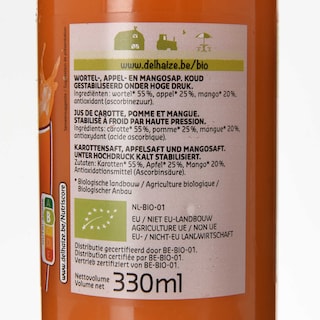 www.delhaize.be/bio
WORTEL-, APPEL- EN MANGOSAP. KOUD
GESTABILISEERD ONDER HOGE DRUK.
Ingrediënten: wortel* 55%, appel* 25%, mango* 20%,
antioxidant (ascorbinezuur).
JUS DE CAROTTE, POMME ET MANGUE.
STABILISÉ À FROID PAR HAUTE PRESSION.
Ingrédients: carotte* 55%, pomme* 25%, mangue* 20%,
antioxydant (acide ascorbique).
KAROTTENSAFT, APFELSAFT UND MANGOSAFT.
UNTER HOCHDRUCK KALT STABILISIERT.
Zutaten: Karotten* 55%, Apfel* 25%, Mango* 20%,
Antioxidationsmittel (Ascorbinsäure).
* Biologische landbouw / Agriculture biologique /
Biologischer Anbau
NL-BIO-01
EU / NIET EU-LANDBOUW
AGRICULTURE UE / NON UE
EU- / NICHT-EU LANDWIRTSCHAFT
Distributie gecertifieerd door BE-BIO-01.
Distribution certifiée par BE-BIO-01.
Vertrieb zertifiziert von BE-BIO-01.
Nettovolume
Volume net
330ml
B
www.delhaize.be/Nutriscore